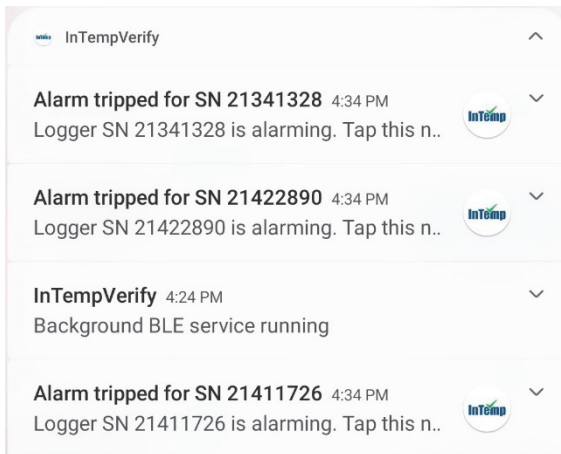 InTempVerify
Alarm tripped for SN 21341328 4:34 PM
Logger SN 21341328 is alarming. Tap this n..
InTemp
Alarm tripped for SN 21422890 4:34 PM
Logger SN 21422890 is alarming. Tap this n..
InTemp
InTempVerify 4:24 PM
Background BLE service running
Alarm tripped for SN 21411726 4:34 PM
Logger SN 21411726 is alarming. Tap this n..
InTemp